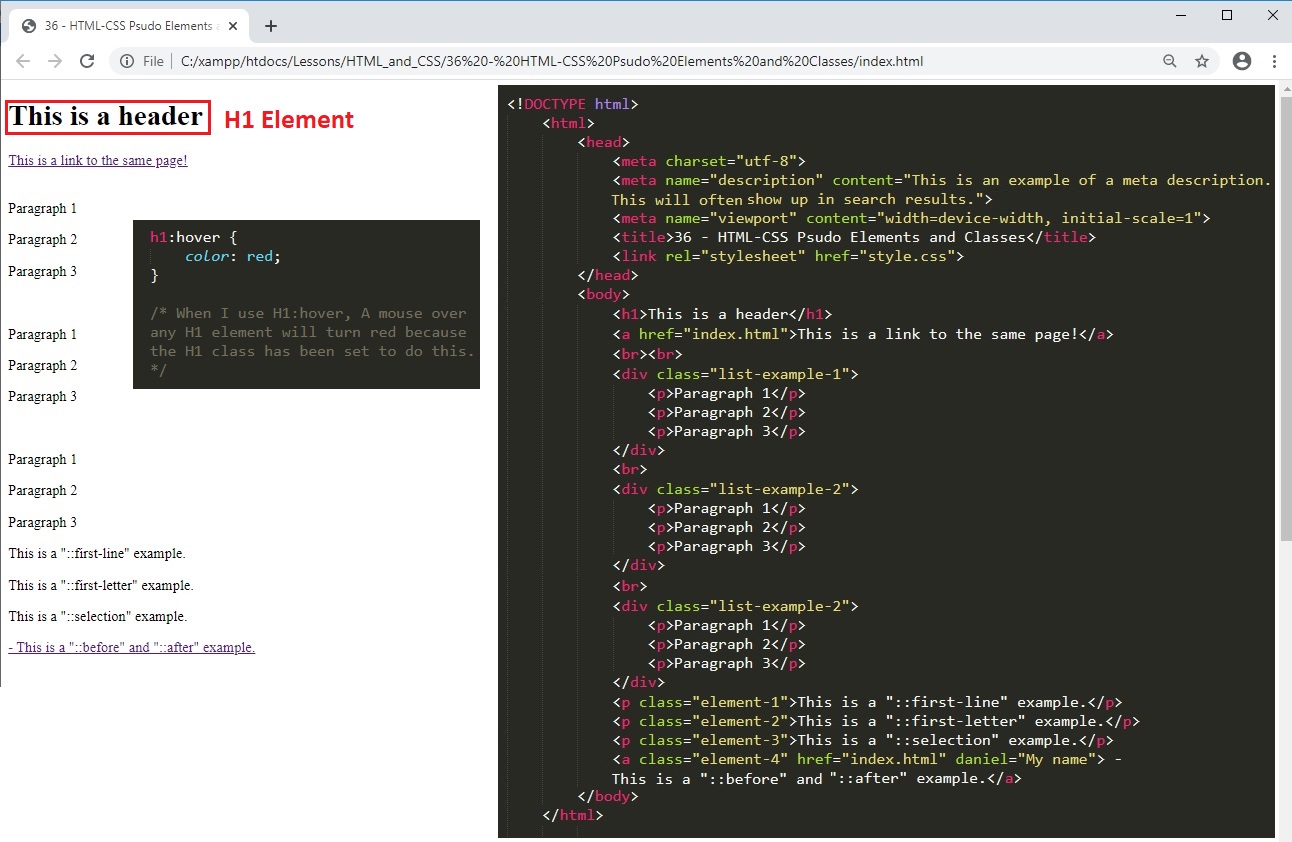 36 - HTML-CSS Psudo Elements a
File
C:/xampp/htdocs/Lessons/HTML_and_CSS/36%20-%20HTML-CSS%20Psudo%20Elements%20and%20Classes/index.html
This is a header
H1 Element
This is a link to the same page!
Paragraph 1
Paragraph 2
Paragraph 3
Paragraph 1
Paragraph 2
Paragraph 3
Paragraph 1
Paragraph 2
Paragraph 3
This is a "::first-line" example.
This is a "::first-letter" example.
This is a "::selection" example.
- This is a "::before" and "::after" example.
h1:hover {
color: red;
}
/* When I use H1:hover, A mouse over
any H1 element will turn red because
the H1 class has been set to do this.
*/
<!DOCTYPE html>
<html>
<head>
<meta charset="utf-8">
<meta name="description" content="This is an example of a meta description.
This will often show up in search results.">
<meta name="viewport" content="width=device-width, initial-scale=1">
<title>36 - HTML-CSS Psudo Elements and Classes</title>
<link rel="stylesheet" href="style.css">
</head>
<body>
<h1>This is a header</h1>
<a href="index.html">This is a link to the same page!</a>
<br><br>
<div class="list-example-1">
<p>Paragraph 1</p>
<p>Paragraph 2</p>
<p>Paragraph 3</p>
</div>
<br>
<div class="list-example-2">
<p>Paragraph 1</p>
<p>Paragraph 2</p>
<p>Paragraph 3</p>
</div>
<br>
<div class="list-example-2">
<p>Paragraph 1</p>
<p>Paragraph 2</p>
<p>Paragraph 3</p>
</div>
<p class="element-1">This is a "::first-line" example.</p>
<p class="element-2">This is a "::first-letter" example.</p>
<p class="element-3">This is a "::selection" example.</p>
<a class="element-4" href="index.html" daniel="My name"> -
This is a "::before" and "::after" example.</a>
</body>
</html>